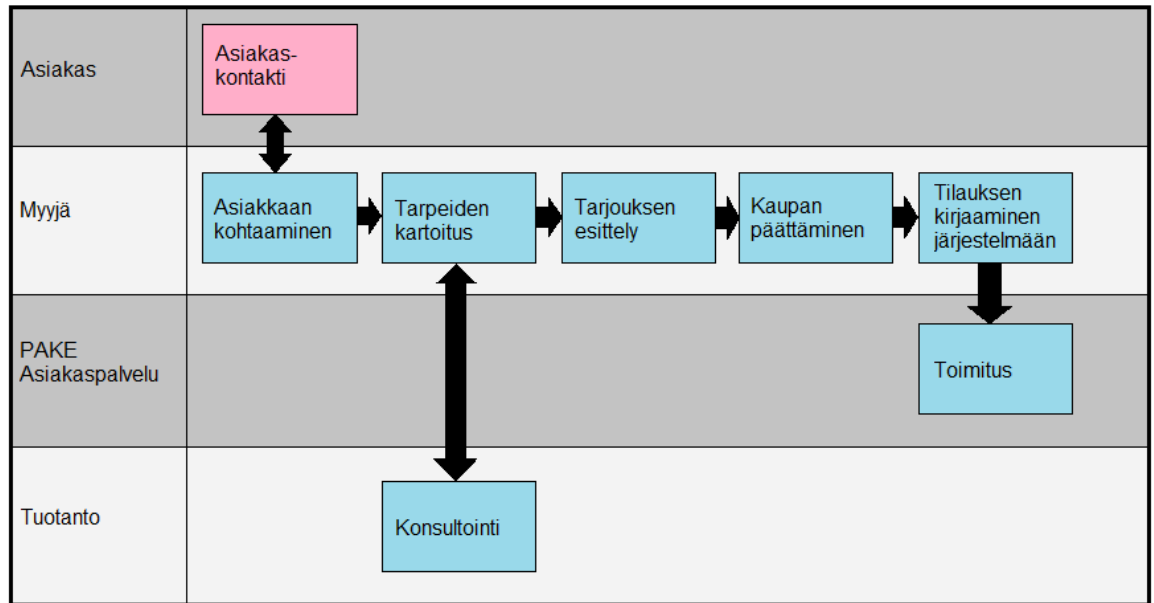 Asiakas
Asiakas-
kontakti
Myyjä
Asiakkaan
kohtaaminen
Tarpeiden
kartoitus
Tarjouksen
esittely
Kaupan
päättäminen
Tilauksen
kirjaaminen
järjestelmään
PAKE
Asiakaspalvelu
Toimitus
Tuotanto
Konsultointi